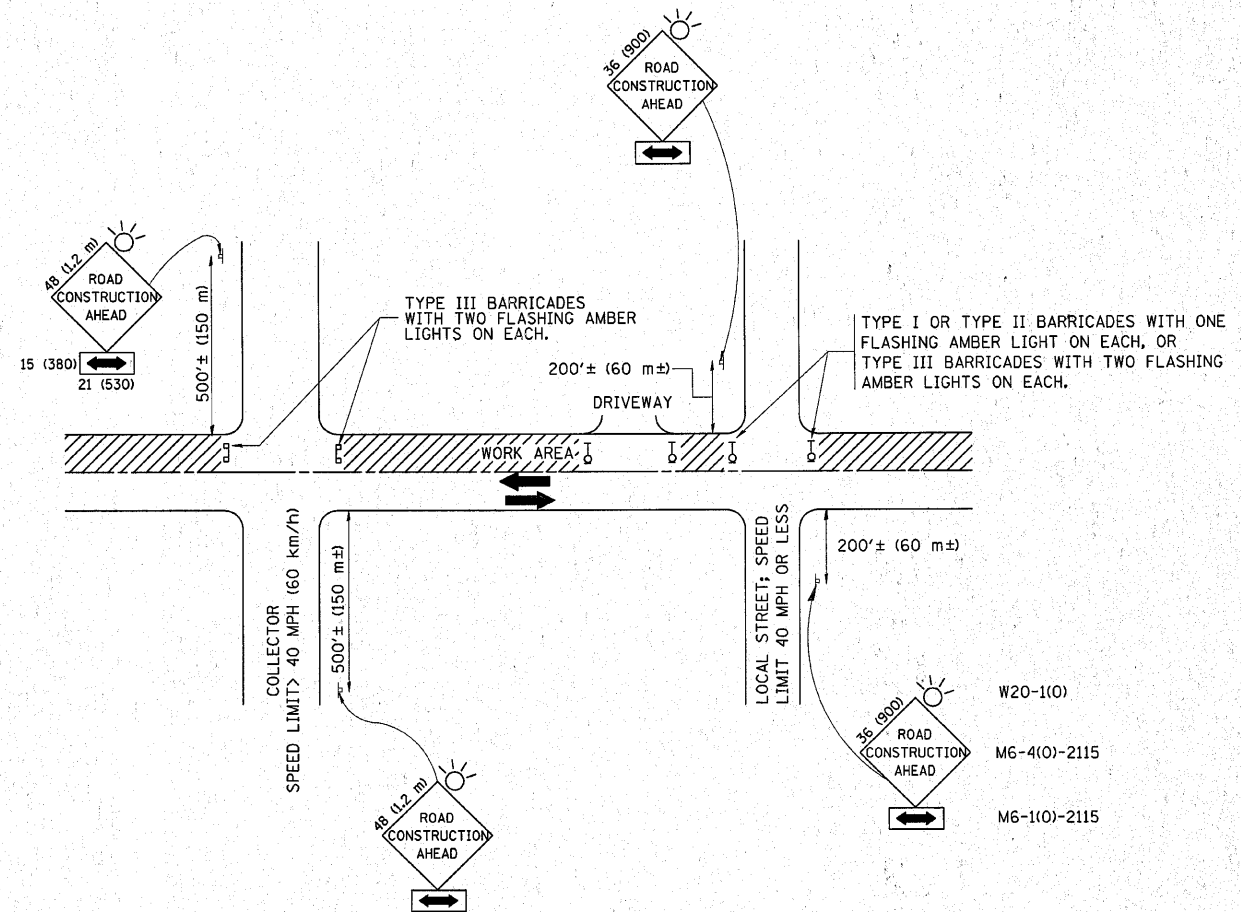 36 (900)
ROAD
CONSTRUCTION
AHEAD
48 (1.2 m)
ROAD
CONSTRUCTION
AHEAD
15 (380)
21 (530)
500'± (150 m)
TYPE III BARRICADES
WITH TWO FLASHING AMBER
LIGHTS ON EACH.
200'± (60 m±)
DRIVEWAY
TYPE I OR TYPE II BARRICADES WITH ONE
FLASHING AMBER LIGHT ON EACH, OR
TYPE III BARRICADES WITH TWO FLASHING
AMBER LIGHTS ON EACH.
WORK AREA
COLLECTOR
SPEED LIMIT> 40 MPH (60 km/h)
500'± (150 m±)
LOCAL STREET; SPEED
LIMIT 40 MPH OR LESS
200'± (60 m±)
48 (1.2 m)
ROAD
CONSTRUCTION
AHEAD
36 (900)
ROAD
CONSTRUCTION
AHEAD
W20-1(O)
M6-4(O)-2115
M6-1(O)-2115